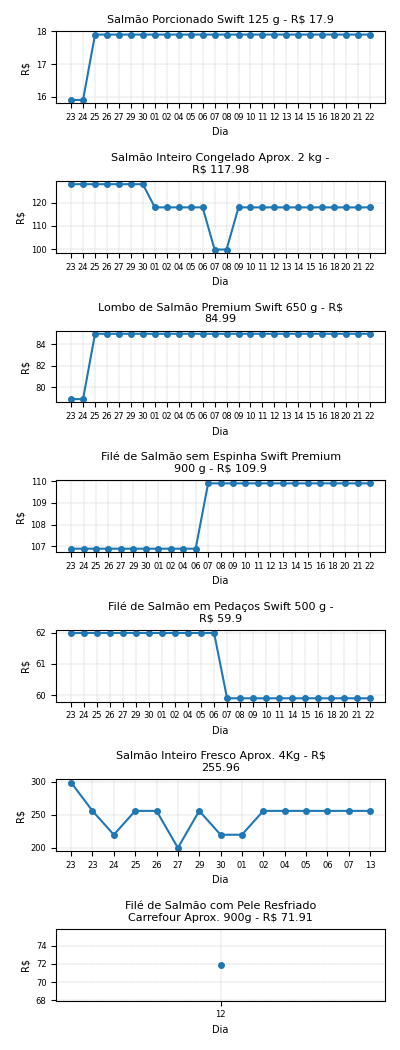 Salmão Porcionado Swift 125 g - R$ 17.9
18
17
16
R$
23 24 25 26 27 29 30 01 02 04 05 06 07 08 09 10 11 12 13 14 15 16 18 20 21 22
Dia
Salmão Inteiro Congelado Aprox. 2 kg -
R$ 117.98
120
110
100
R$
23 24 25 26 27 29 30 01 02 04 05 06 07 08 09 10 11 12 13 14 15 16 18 20 21 22
Dia
Lombo de Salmão Premium Swift 650 g - R$
84.99
84
82
80
R$
23 24 25 26 27 29 30 01 02 04 05 06 07 08 09 10 11 12 13 14 15 16 18 20 21 22
Dia
Filé de Salmão sem Espinha Swift Premium
900 g - R$ 109.9
110
109
108
107
R$
23 24 25 26 27 29 30 01 02 04 06 07 08 09 10 11 12 13 14 15 16 18 20 21 22
Dia
Filé de Salmão em Pedaços Swift 500 g -
R$ 59.9
62
61
60
R$
23 24 25 26 27 29 30 01 02 04 05 06 07 08 09 10 11 14 15 16 18 20 21 22
Dia
Salmão Inteiro Fresco Aprox. 4Kg - R$
255.96
300
250
200
R$
23 23 24 25 26 27 29 30 01 02 04 05 06 07 13
Dia
Filé de Salmão com Pele Resfriado
Carrefour Aprox. 900g - R$ 71.91
74
72
70
68
R$
12
Dia